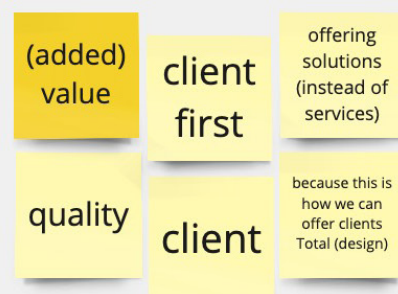 (added)
value
client
first
offering
solutions
(instead of
services)
quality
client
because this is
how we can
offer clients
Total (design)